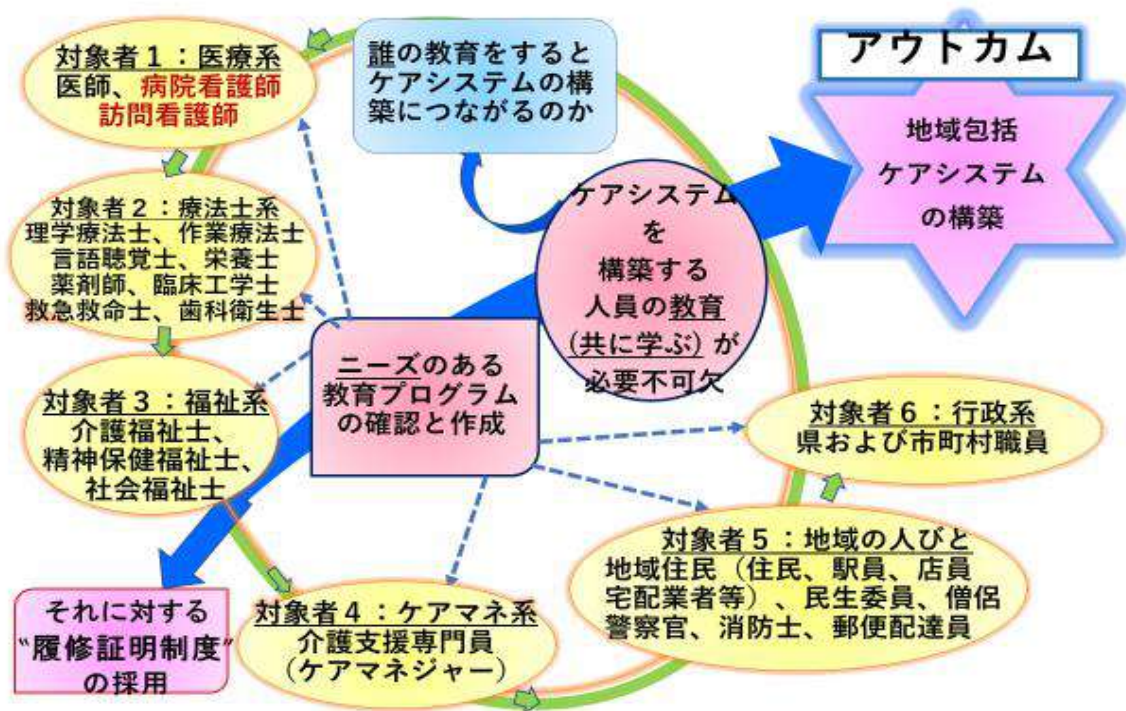 対象者1：医療系
医師、病院看護師
訪問看護師
誰の教育をすると
ケアシステムの構
築につながるのか
アウトカム
地域包括
ケアシステム
の構築
対象者2：療法士系
理学療法士、作業療法士
言語聴覚士、栄養士
薬剤師、臨床工学士
救急救命士、歯科衛生士
ケアシステム
を
構築する
人員の教育
(共に学ぶ) が
必要不可欠
ニーズのある
教育プログラム
の確認と作成
対象者3：福祉系
介護福祉士、
精神保健福祉士、
社会福祉士
対象者6：行政系
県および市町村職員
対象者5：地域の人びと
地域住民（住民、駅員、店員
宅配業者等）、民生委員、僧侶
警察官、消防士、郵便配達員
対象者4：ケアマネ系
介護支援専門員
(ケアマネジャー)
それに対する
“履修証明制度”
の採用